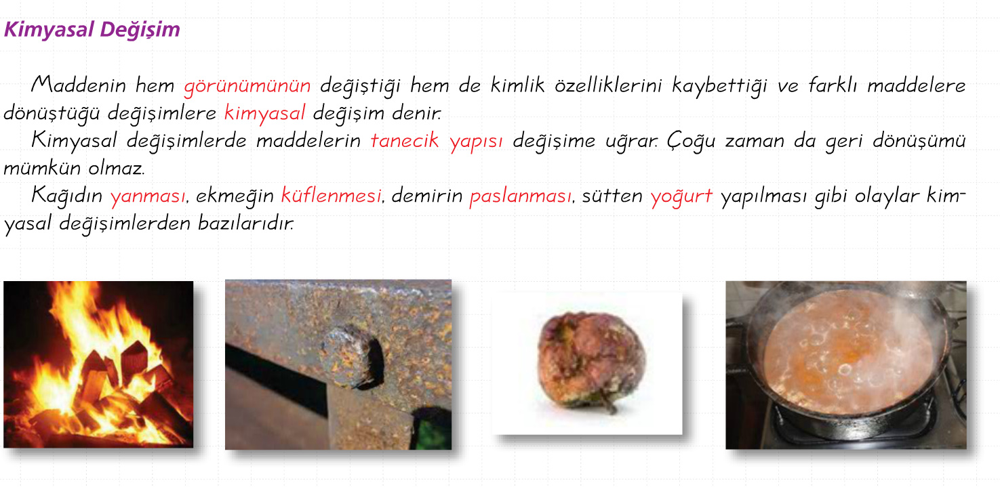 Kimyasal Değişim
Maddenin hem görünümünün değiştiği hem de kimlik özelliklerini kaybettiği ve farklı maddelere
dönüştüğü değişimlere kimyasal değişim denir.
Kimyasal değişimlerde maddelerin tanecik yapısı değişime uğrar. Çoğu zaman da geri dönüşümü
mümkün olmaz.
Kağıdın yanması, ekmeğin küflenmesi, demirin paslanması, sütten yoğurt yapılması gibi olaylar kim-
yasal değişimlerden bazılarıdır.